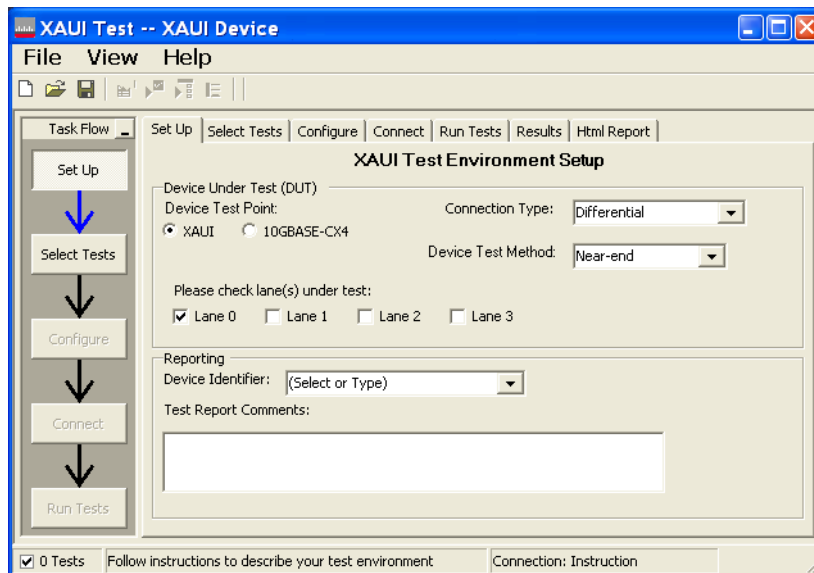 XAUI Test -- XAUI Device
File View Help
Task Flow
Set Up
Select Tests
Configure
Connect
Run Tests
Set Up Select Tests Configure Connect Run Tests Results Html Report
XAUI Test Environment Setup
Device Under Test (DUT)
Device Test Point:
XAUI 10GBASE-CX4
Connection Type: Differential
Device Test Method: Near-end
Please check lane(s) under test:
Lane 0 Lane 1 Lane 2 Lane 3
Reporting
Device Identifier: (Select or Type)
Test Report Comments:
0 Tests Follow instructions to describe your test environment Connection: Instruction